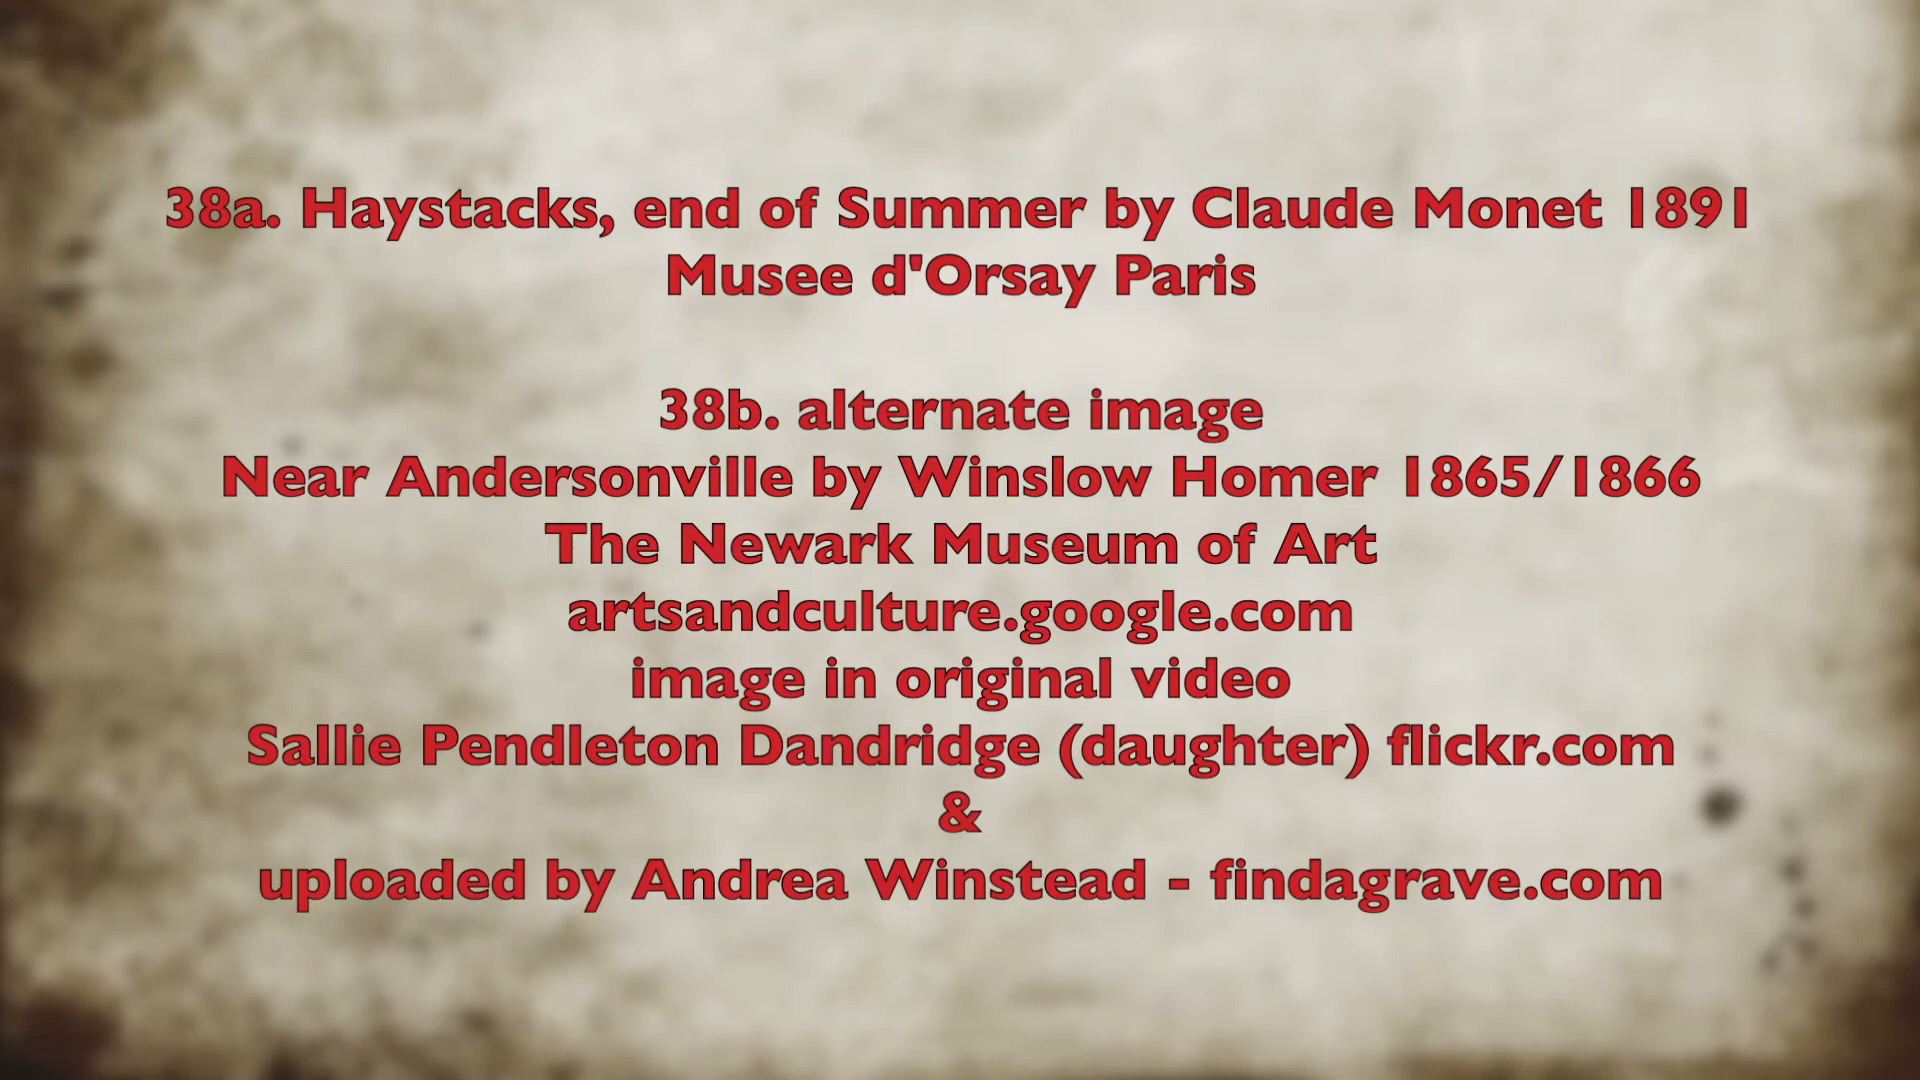 38a. Haystacks, end of Summer by Claude Monet 1891
Musee d'Orsay Paris
38b. alternate image
Near Andersonville by Winslow Homer 1865/1866
The Newark Museum of Art
artsandculture.google.com
image in original video
Sallie Pendleton Dandridge (daughter) flickr.com
&
uploaded by Andrea Winstead - findagrave.com